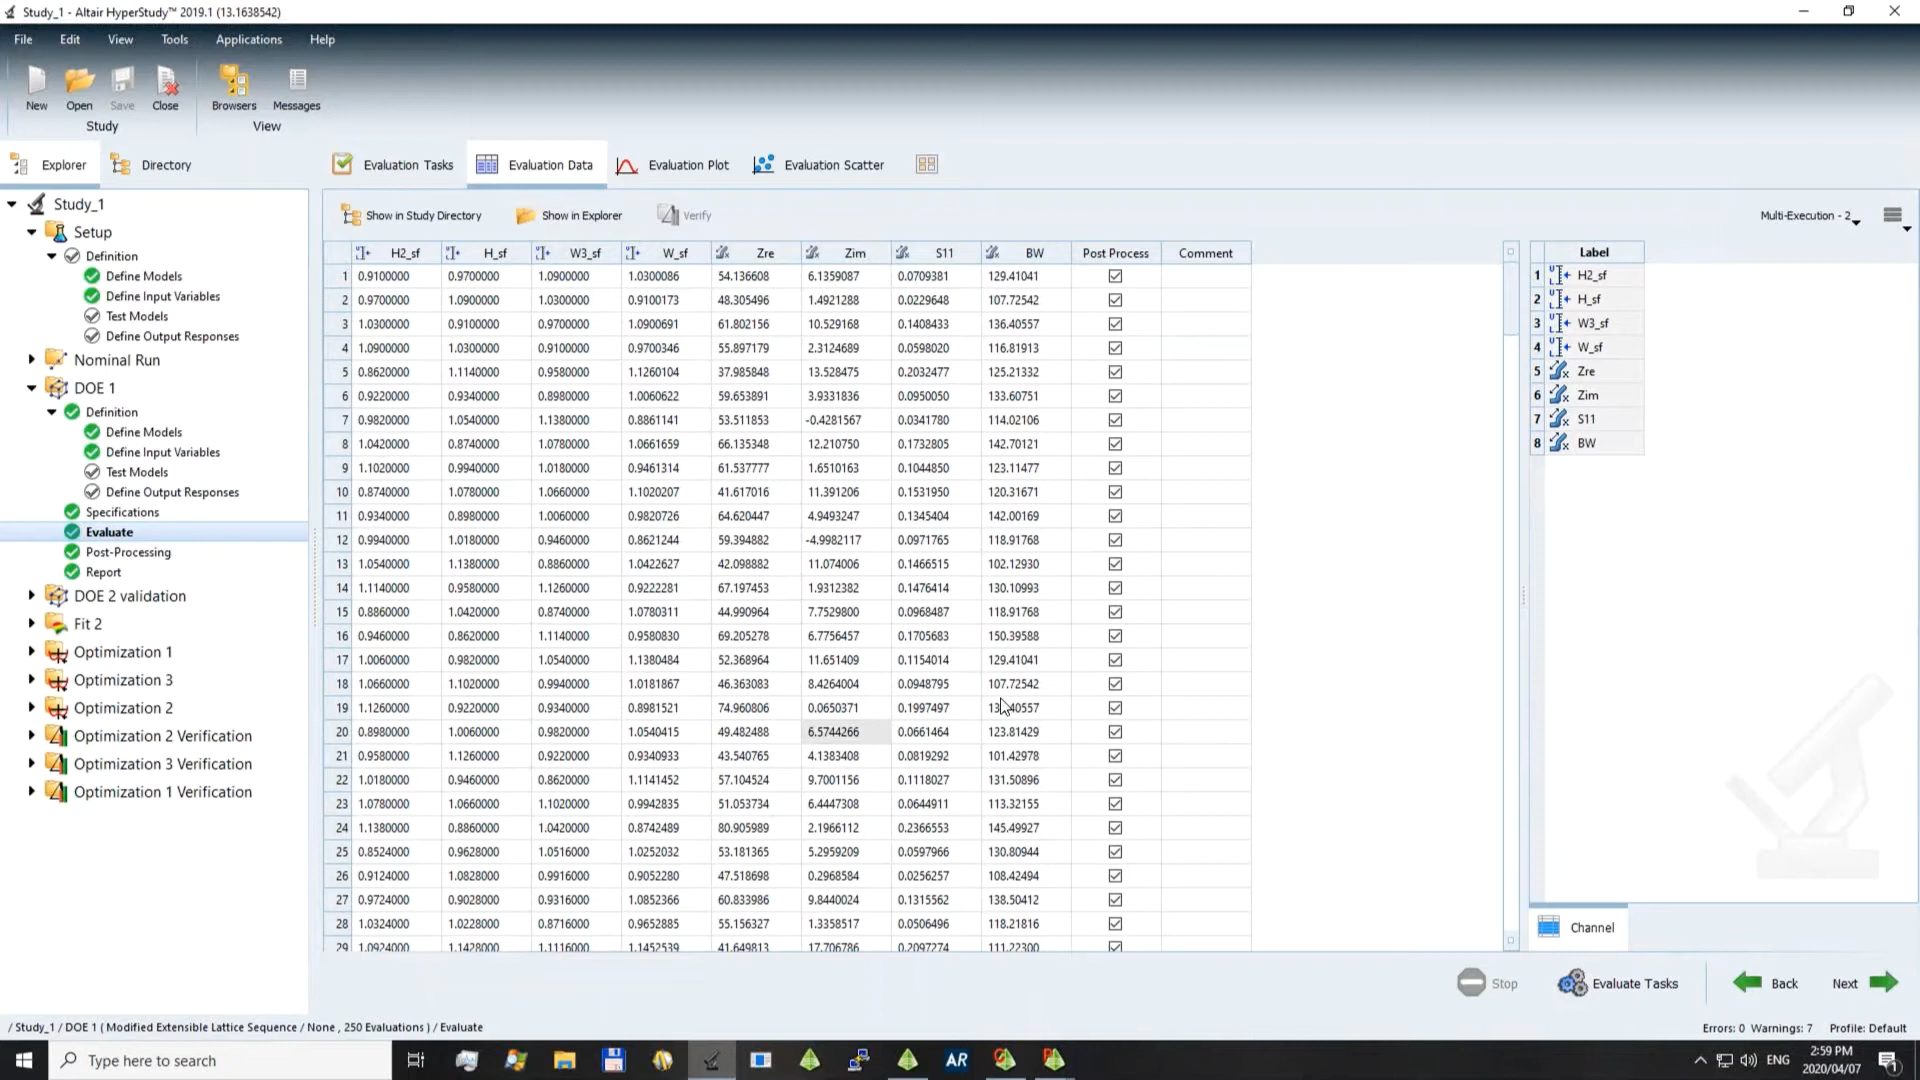 Study_1 - Altair HyperStudy™ 2019.1 (13.1638542)
File Edit View Tools Applications Help
New Open Save Close Browsers Messages
Study View
Explorer Directory Evaluation Tasks Evaluation Data Evaluation Plot Evaluation Scatter
Show in Study Directory Show in Explorer Verify Multi-Execution - 2
Study_1
Setup
Definition
Define Models
Define Input Variables
Test Models
Define Output Responses
Nominal Run
DOE 1
Definition
Define Models
Define Input Variables
Test Models
Define Output Responses
Specifications
Evaluate
Post-Processing
Report
DOE 2 validation
Fit 2
Optimization 1
Optimization 3
Optimization 2
Optimization 2 Verification
Optimization 3 Verification
Optimization 1 Verification
H2_sf H_sf W3_sf W_sf Zre Zim S11 BW Post Process Comment
1 0.9100000 0.9700000 1.0900000 1.0300086 54.136608 6.1359087 0.0709381 129.41041
2 0.9700000 1.0900000 1.0300000 0.9100173 48.305496 1.4921288 0.0229648 107.72542
3 1.0300000 0.9100000 0.9700000 1.0900691 61.802156 10.529168 0.1408433 136.40557
4 1.0900000 1.0300000 0.9100000 0.9700346 55.897179 2.3124689 0.0598020 116.81913
5 0.8620000 1.1140000 0.9580000 1.1260104 37.985848 13.528475 0.2032477 125.21332
6 0.9220000 0.9340000 0.8980000 1.0060622 59.653891 3.9331836 0.0950050 133.60751
7 0.9820000 1.0540000 1.1380000 0.8861141 53.511853 -0.4281567 0.0341780 114.02106
8 1.0420000 0.8740000 1.0780000 1.0661659 66.135348 12.210750 0.1732805 142.70121
9 1.1020000 0.9940000 1.0180000 0.9461314 61.537777 1.6510163 0.1044850 123.11477
10 0.8740000 1.0780000 1.0660000 1.1020207 41.617016 11.391206 0.1531950 120.31671
11 0.9340000 0.8980000 1.0060000 0.9820726 64.620447 4.9493247 0.1345404 142.00169
12 0.9940000 1.0180000 0.9460000 0.8621244 59.394882 -4.9982117 0.0971765 118.91768
13 1.0540000 1.1380000 0.8860000 1.0422627 42.098882 11.074006 0.1466515 102.12930
14 1.1140000 0.9580000 1.1260000 0.9222281 67.197453 1.9312382 0.1476414 130.10993
15 0.8860000 1.0420000 0.8740000 1.0780311 44.990964 7.7529800 0.0968487 118.91768
16 0.9460000 0.8620000 1.1140000 0.9580830 69.205278 6.7756457 0.1705683 150.39588
17 1.0060000 0.9820000 1.0540000 1.1380484 52.368964 11.651409 0.1154014 129.41041
18 1.0660000 1.1020000 0.9940000 1.0181867 46.363083 8.4264004 0.0948795 107.72542
19 1.1260000 0.9220000 0.9340000 0.8981521 74.960806 0.0650371 0.1997497
20 0.8980000 1.0060000 0.9820000 1.0540415 49.482488 6.5744266 0.0661464 123.81429
21 0.9580000 1.1260000 0.9220000 0.9340933 43.540765 4.1383408 0.0819292 101.42978
22 1.0180000 0.9460000 0.8620000 1.1141452 57.104524 9.7001156 0.1118027 131.50896
23 1.0780000 1.0660000 1.1020000 0.9942835 51.053734 6.4447308 0.0644911 113.32155
24 1.1380000 0.8860000 1.0420000 0.8742489 80.905989 2.1966112 0.2366553 145.49927
25 0.8524000 0.9628000 1.0516000 1.0252032 53.181365 5.2959209 0.0597966 130.80944
26 0.9124000 1.0828000 0.9916000 0.9052280 47.518698 0.2968584 0.0256257 108.42494
27 0.9724000 0.9028000 0.9316000 1.0852366 60.833986 9.8440024 0.1315562 138.50412
28 1.0324000 1.0228000 0.8716000 0.9652885 55.156327 1.3358517 0.0506496 118.21816
29 1.0924000 1.1428000 1.1116000 1.1452539 41.649813 17.706786 0.2097274 111.22300
Label
1 H2_sf
2 H_sf
3 W3_sf
4 W_sf
5 Zre
6 Zim
7 S11
8 BW
Channel
Stop Evaluate Tasks Back Next
/ Study_1 / DOE 1 ( Modified Extensible Lattice Sequence / None , 250 Evaluations ) / Evaluate Errors: 0 Warnings: 7 Profile: Default
Type here to search AR ENG 2:59 PM
2020/04/07 1